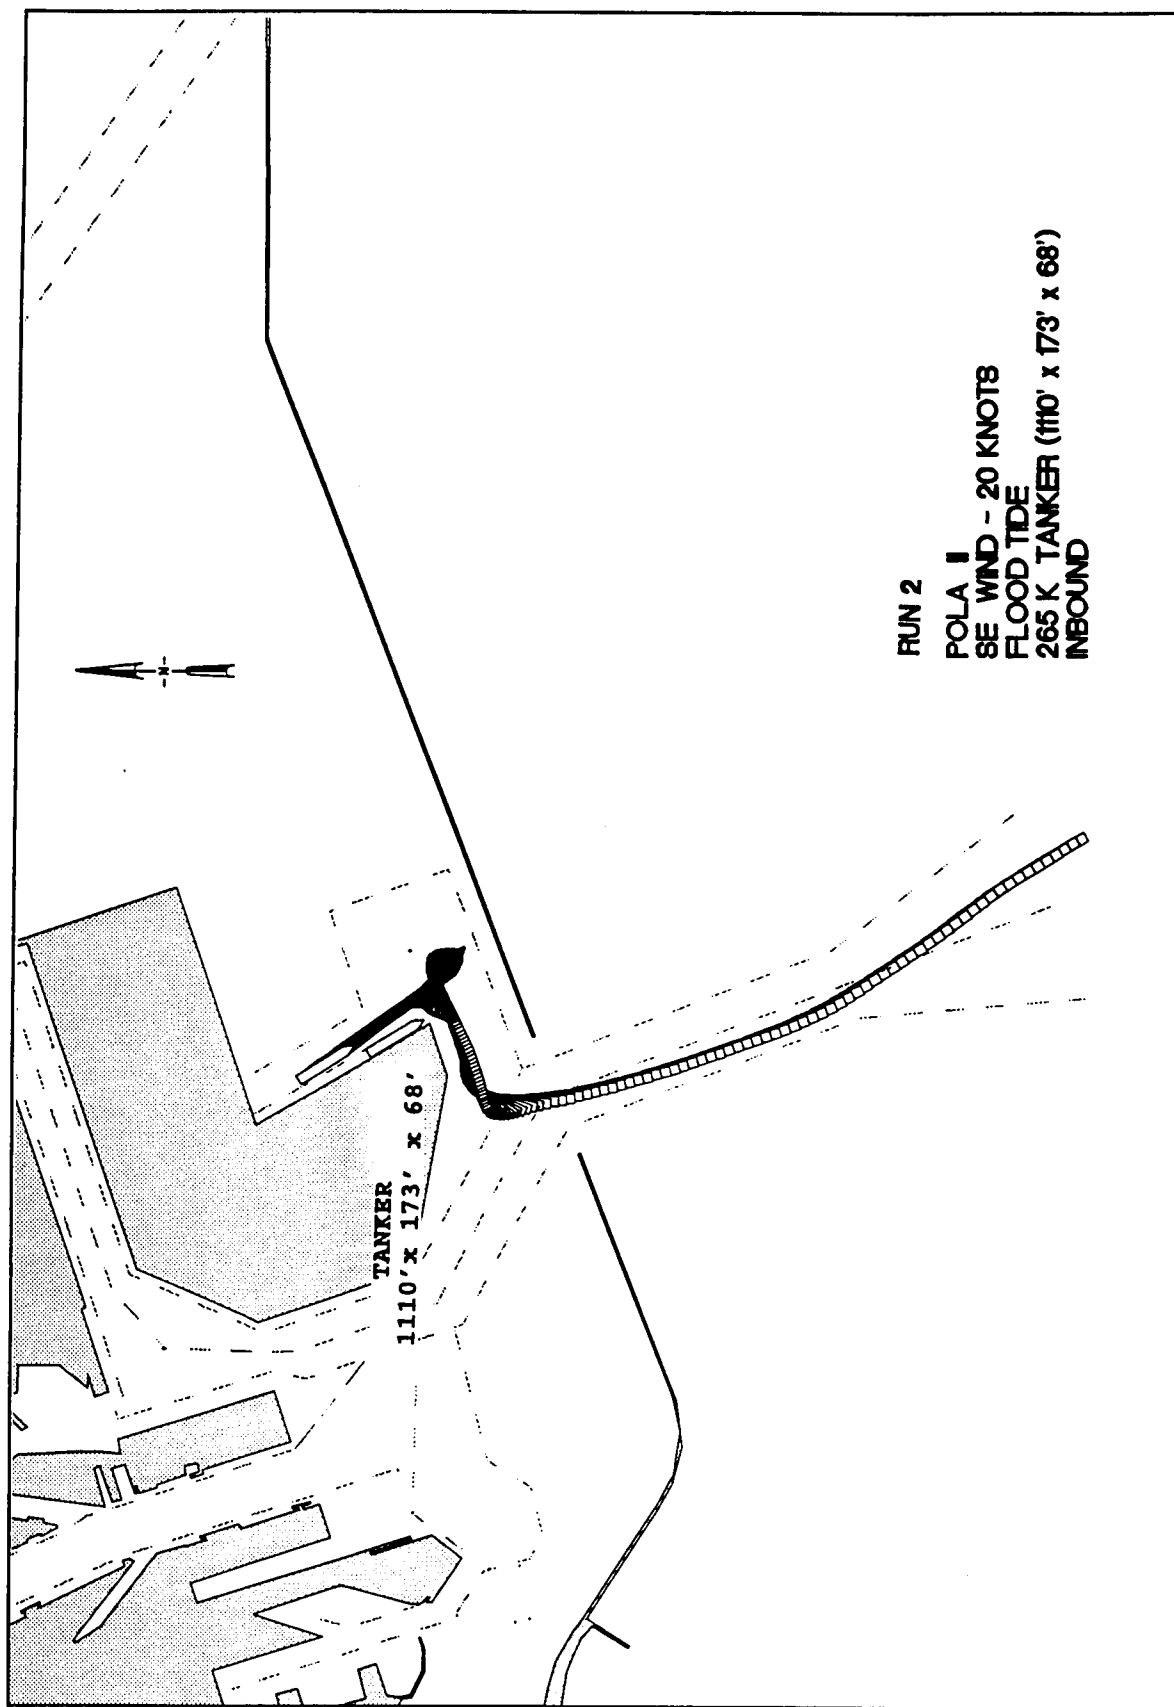 N
TANKER
1110' x 173' x 68'
RUN 2
POLA II
SE WIND - 20 KNOTS
FLOOD TIDE
265 K TANKER (1110' x 173' x 68')
INBOUND